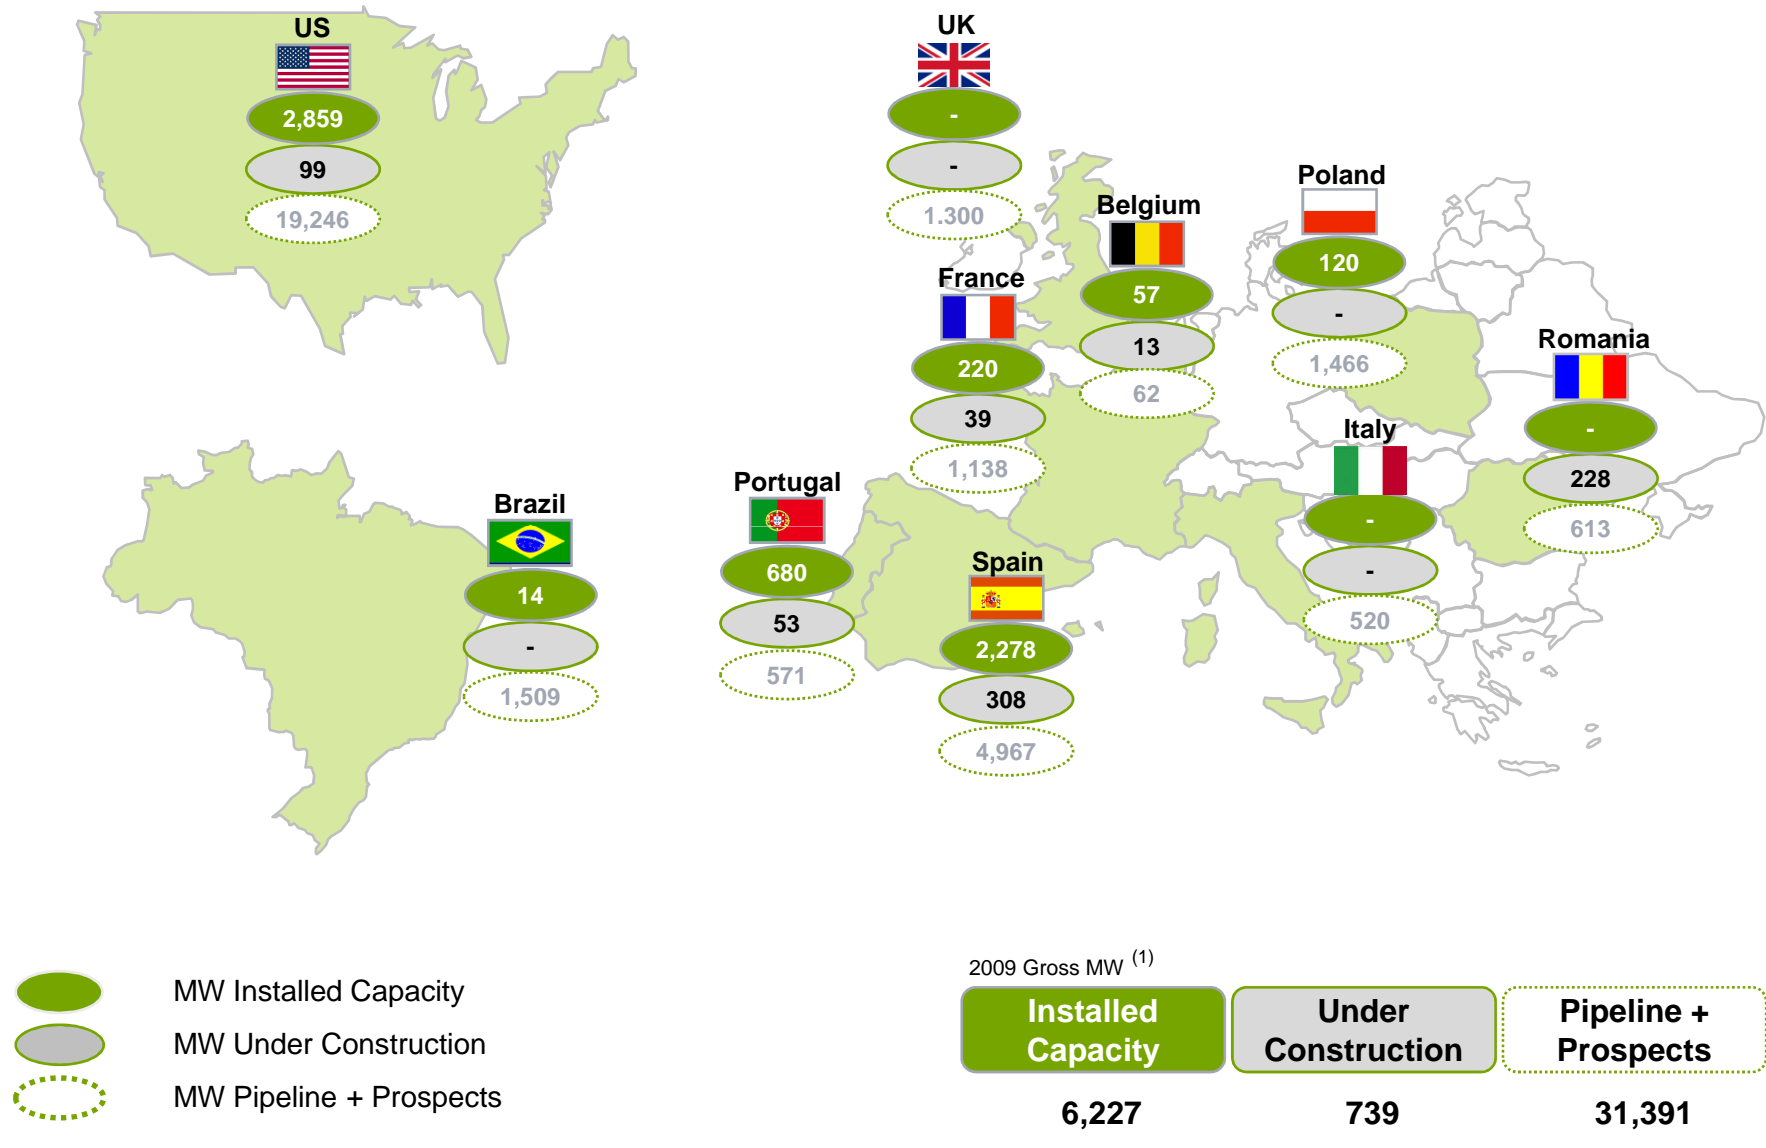 US
2,859
99
19,246
UK
-
-
1.300
Belgium
57
13
62
Poland
120
-
1,466
France
220
39
1,138
Romania
-
228
613
Italy
-
-
520
Brazil
14
-
1,509
Portugal
680
53
571
Spain
2,278
308
4,967
MW Installed Capacity
MW Under Construction
MW Pipeline + Prospects
2009 Gross MW (1)
Installed
Capacity
Under
Construction
Pipeline +
Prospects
6,227
739
31,391